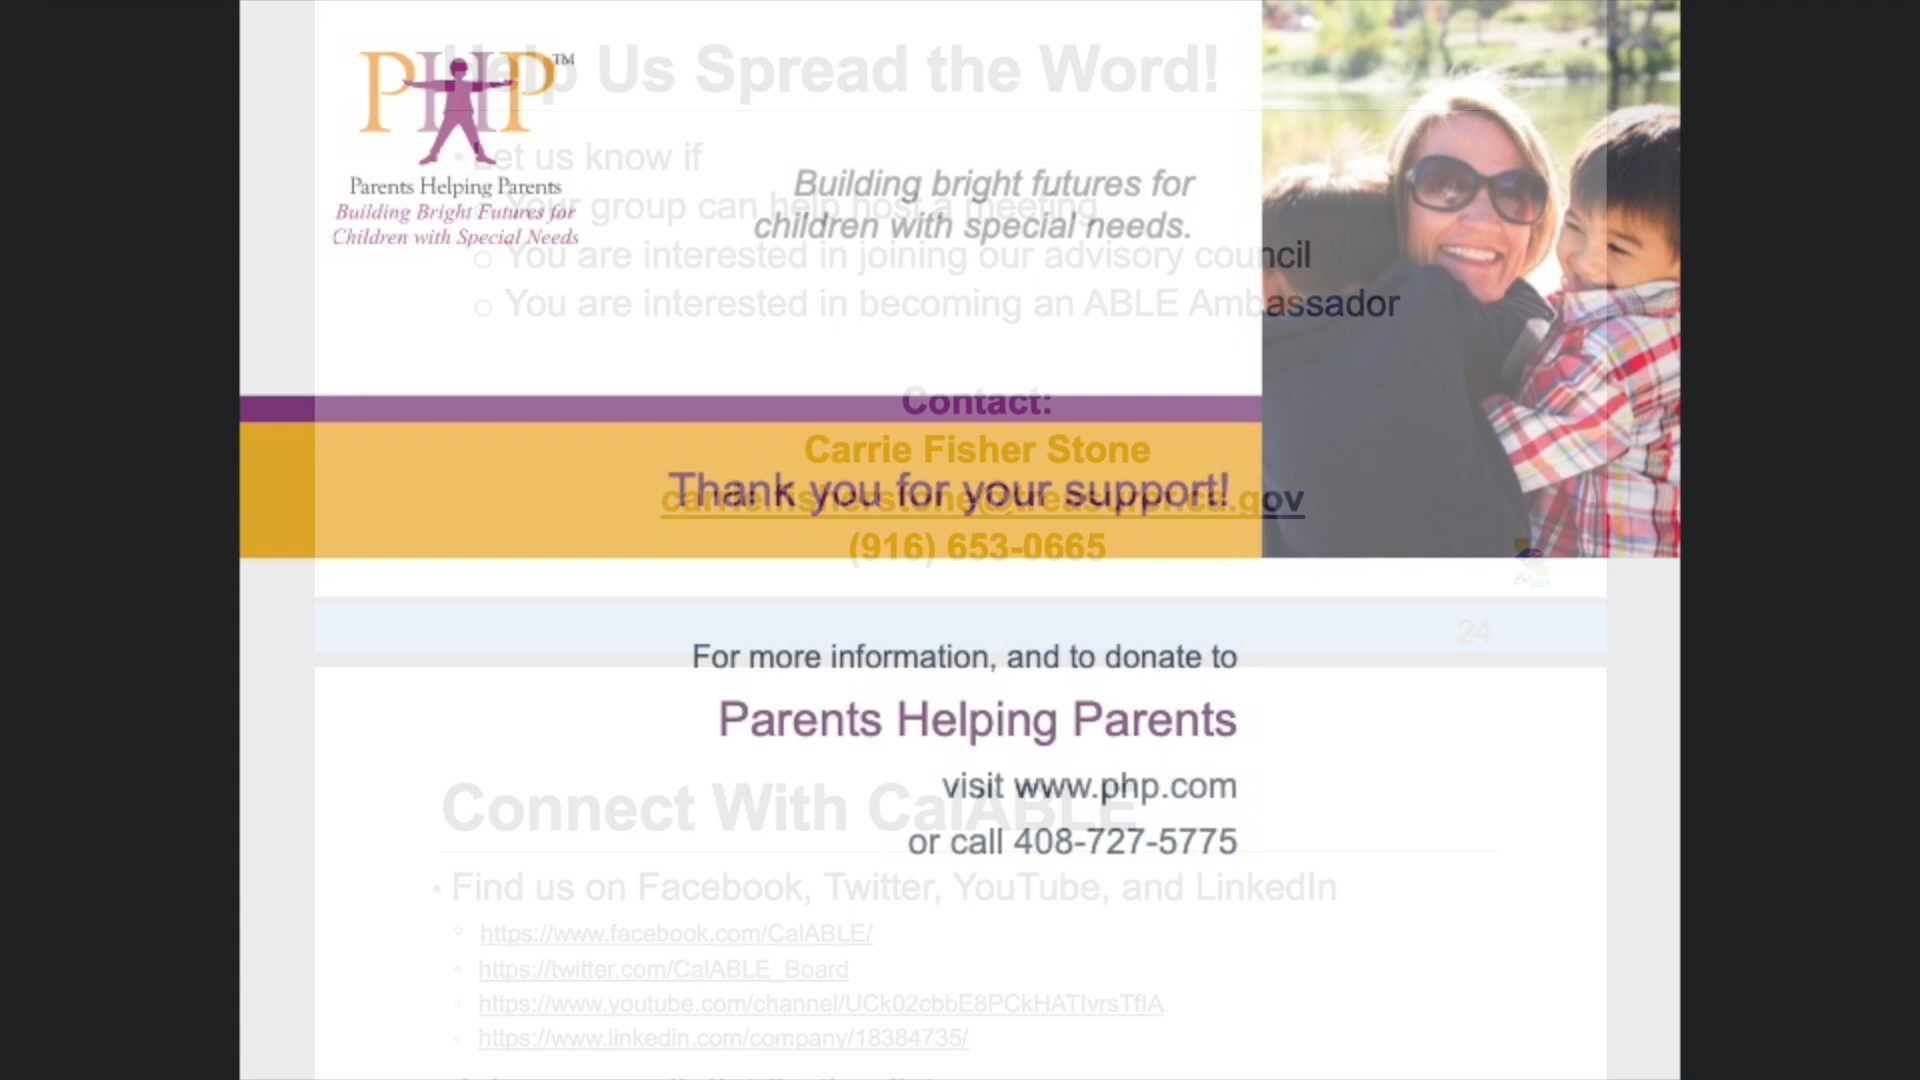 PHP™
Parents Helping Parents
Building Bright Futures for
Children with Special Needs
Building bright futures for
children with special needs.
Thank you for your support!
For more information, and to donate to
Parents Helping Parents
visit www.php.com
or call 408-727-5775
Help Us Spread the Word!
• Let us know if
Your group can help host a meeting
○ You are interested in joining our advisory council
○ You are interested in becoming an ABLE Ambassador
Contact:
Carrie Fisher Stone
carrie.fisherstone@treasurer.ca.gov
(916) 653-0665
24
Connect With CalABLE
• Find us on Facebook, Twitter, YouTube, and LinkedIn
○ https://www.facebook.com/CalABLE/
○ https://twitter.com/CalABLE_Board
○ https://www.youtube.com/channel/UCk02cbbE8PCkHATIvrsTfIA
○ https://www.linkedin.com/company/18384735/